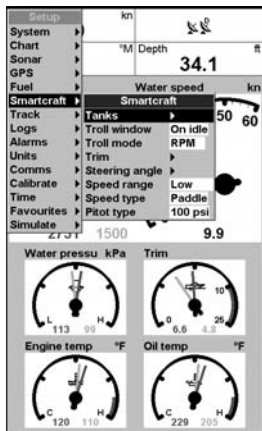 Setup
System
Chart
Sonar
GPS
Fuel
Smartcraft
Track
Logs
Alarms
Units
Comms
Calibrate
Time
Favourites
Simulate
kn
°M Depth ft
34.1
Water speed kn
Smartcraft
Tanks
Troll window On idle
Troll mode RPM
Trim
Steering angle
Speed range Low
Speed type Paddle
Pitot type 100 psi
50 60
2751 1500 9.9
Water pressu kPa
L H
113 99
Trim
10
0 25
6.6 4.8
Engine temp °F
C H
120 110
Oil temp °F
C H
229 205